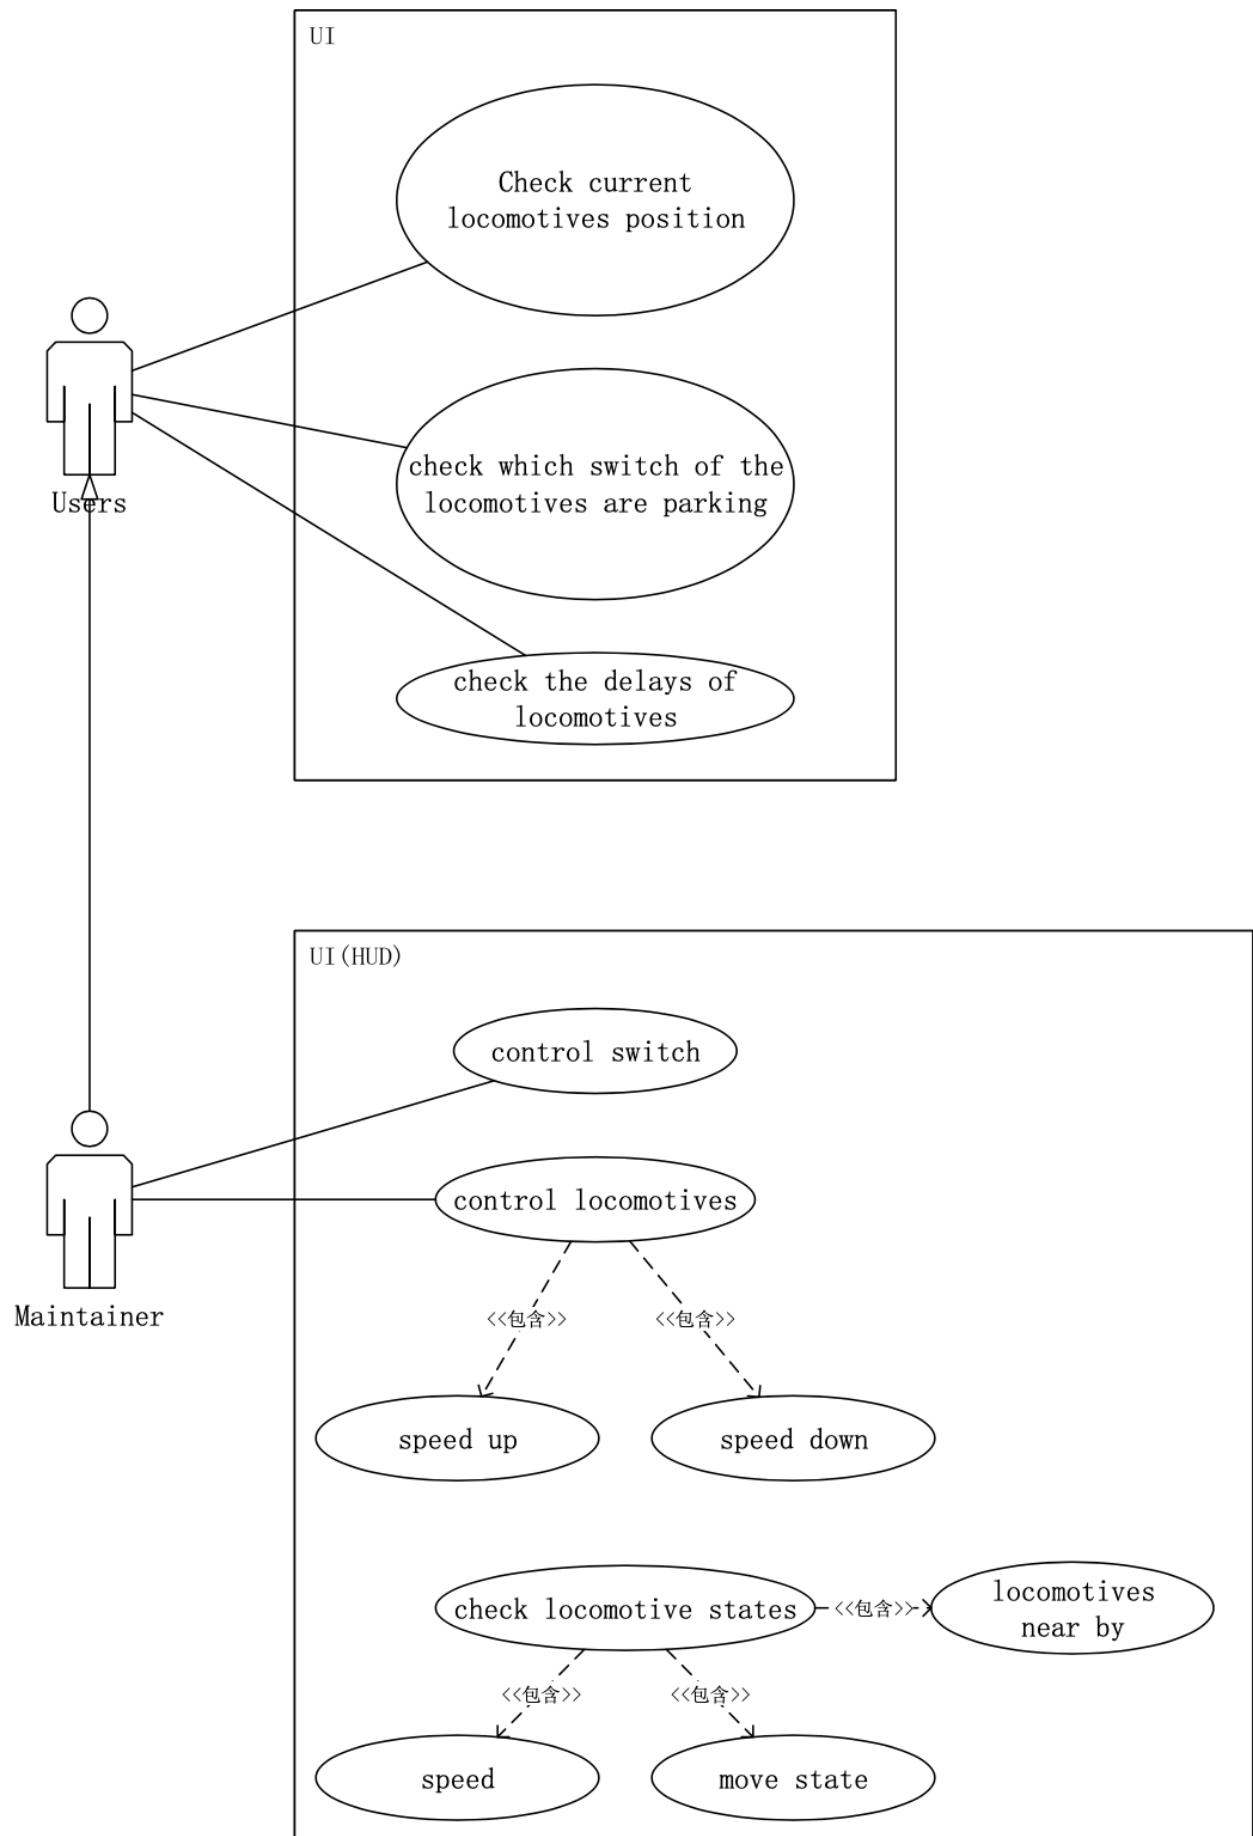 UI
Check current
locomotives position
check which switch of the
locomotives are parking
Users
check the delays of
locomotives
UI(HUD)
control switch
control locomotives
Maintainer
<<包含>>
<<包含>>
speed up
speed down
check locomotive states
<<包含>>
locomotives
near by
<<包含>>
<<包含>>
speed
move state